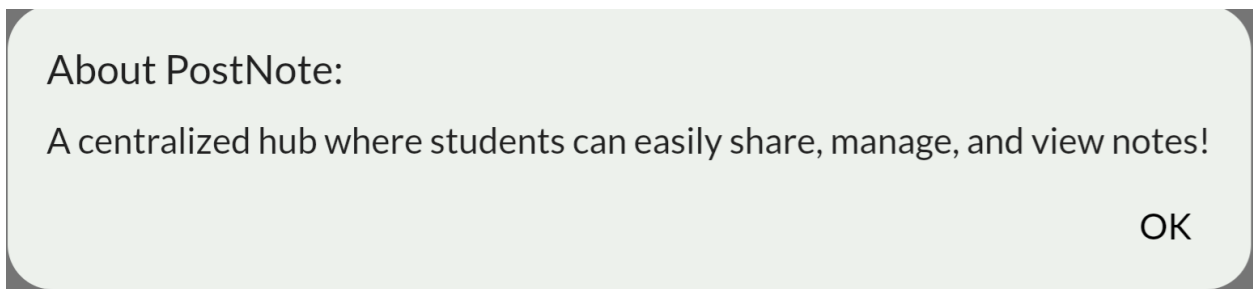 About PostNote:
A centralized hub where students can easily share, manage, and view notes!
OK